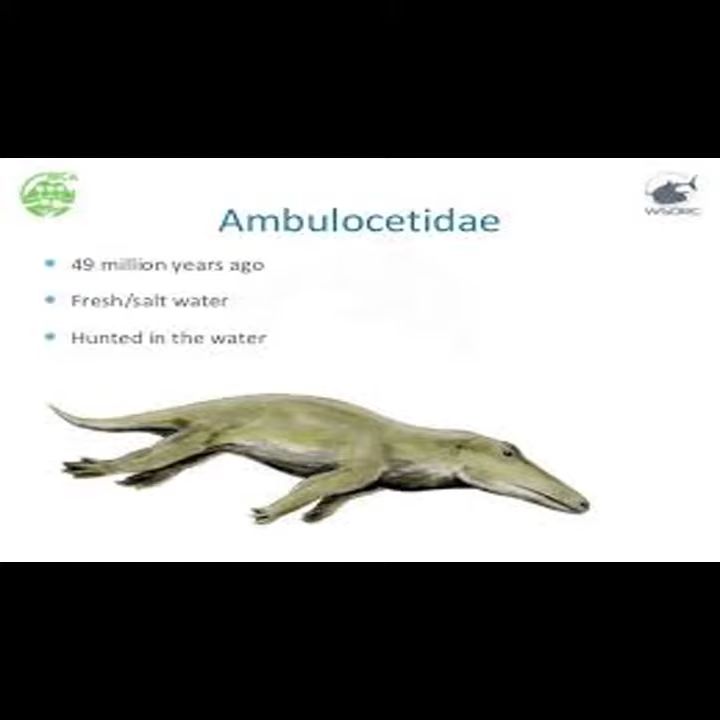 Ambulocetidae
49 million years ago
Fresh/salt water
Hunted in the water